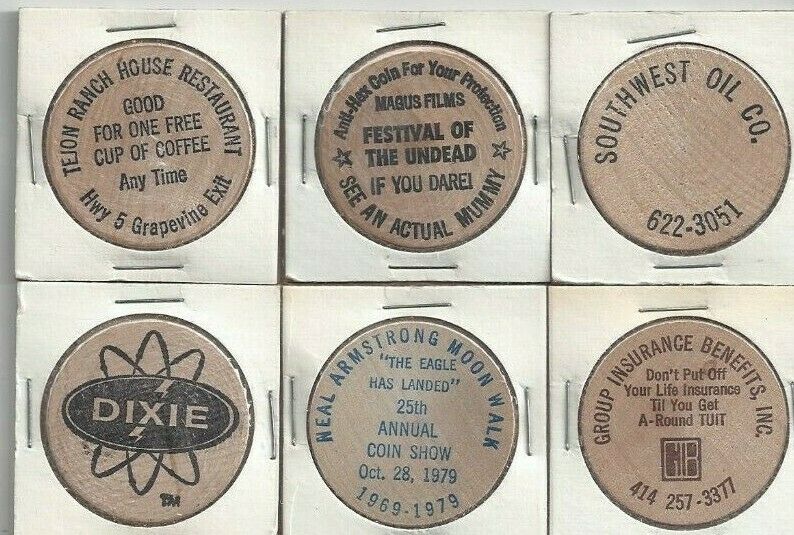 TEJON RANCH HOUSE RESTAURANT
GOOD
FOR ONE FREE
CUP OF COFFEE
Any Time
Hwy 5 Grapevine Exit
Anti-Hex Coin For Your Protection
MAGUS FILMS
FESTIVAL OF
THE UNDEAD
IF YOU DARE!
SEE AN ACTUAL MUMMY
SOUTHWEST OIL CO.
622-3051
DIXIE
TM
NEAL ARMSTRONG MOON WALK
"THE EAGLE
HAS LANDED"
25th
ANNUAL
COIN SHOW
Oct. 28, 1979
1969-1979
GROUP INSURANCE BENEFITS, INC.
Don't Put Off
Your Life Insurance
Til You Get
A-Round TUIT
GIB
414 257-3377